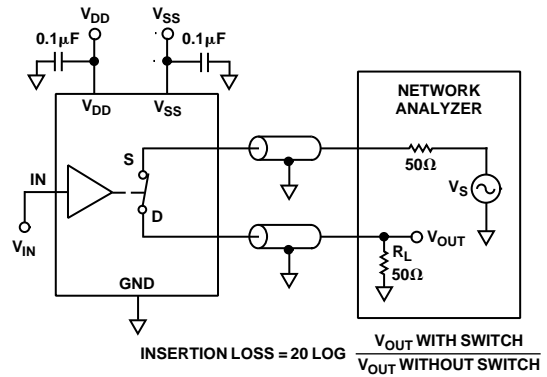 VDD
VSS
0.1µF
0.1µF
VDD
VSS
NETWORK
ANALYZER
S
50Ω
IN
VS
D
VIN
VOUT
RL
50Ω
GND
INSERTION LOSS = 20 LOG
VOUT WITH SWITCH
VOUT WITHOUT SWITCH